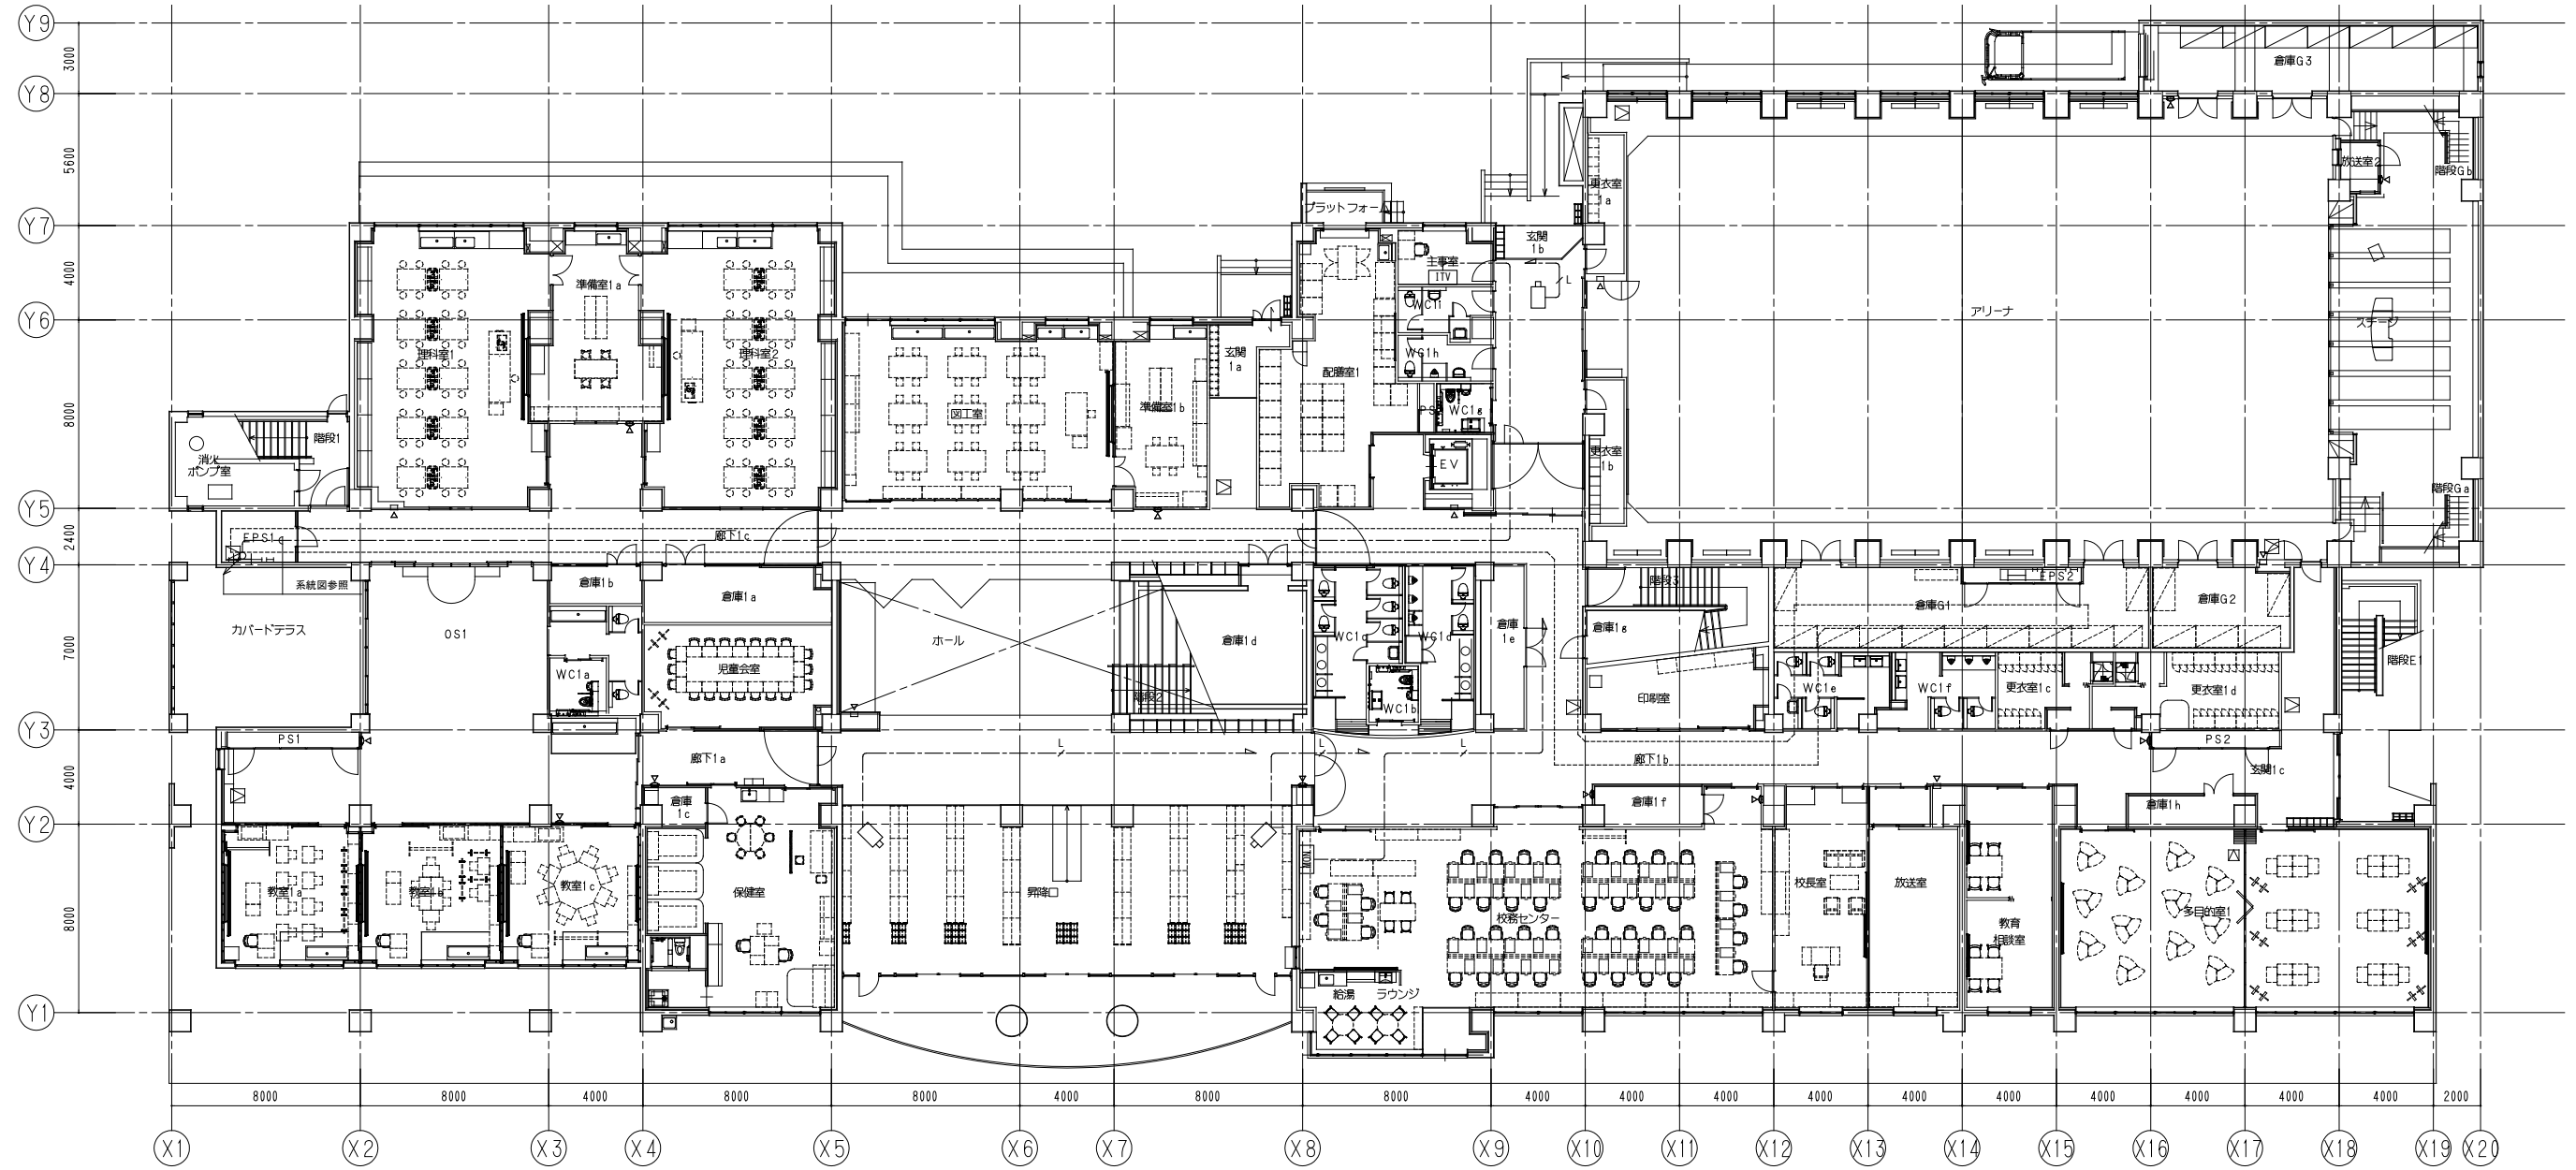 Y9
3000
倉庫G3
Y8
5600
放送室2
階段Gb
更衣室
1a
プラットフォーム
Y7
玄関
1b
4000
準備室1a
主事室
ITV
L
WC1i
Y6
アリーナ
ステージ
理科室1
理科室2
玄関
1a
WC1h
配膳室1
8000
図工室
準備室1b
PS
WC1g
階段1
消火
ポンプ室
EV
更衣室
1b
階段Ga
Y5
2400
EPS1c
廊下1c
Y4
系統図参照
倉庫1b
倉庫1a
階段3
EPS2
倉庫G1
倉庫G2
カバードテラス
OS1
ホール
倉庫1d
WC1c
WC1d
倉庫
1e
倉庫1g
7000
WC1a
児童会室
階段2
WC1b
印刷室
WC1e
WC1f
更衣室1c
更衣室1d
階段E1
Y3
PS1
PS2
L
L
L
4000
廊下1a
廊下1b
玄関1c
倉庫
1c
倉庫1f
倉庫1h
Y2
MON
教室1a
教室1b
教室1c
保健室
昇降口
校務センター
校長室
放送室
教育
相談室
多目的室1
8000
給湯
ラウンジ
Y1
8000
8000
4000
8000
8000
4000
8000
8000
4000
4000
4000
4000
4000
4000
4000
4000
4000
2000
X1
X2
X3
X4
X5
X6
X7
X8
X9
X10
X11
X12
X13
X14
X15
X16
X17
X18
X19
X20